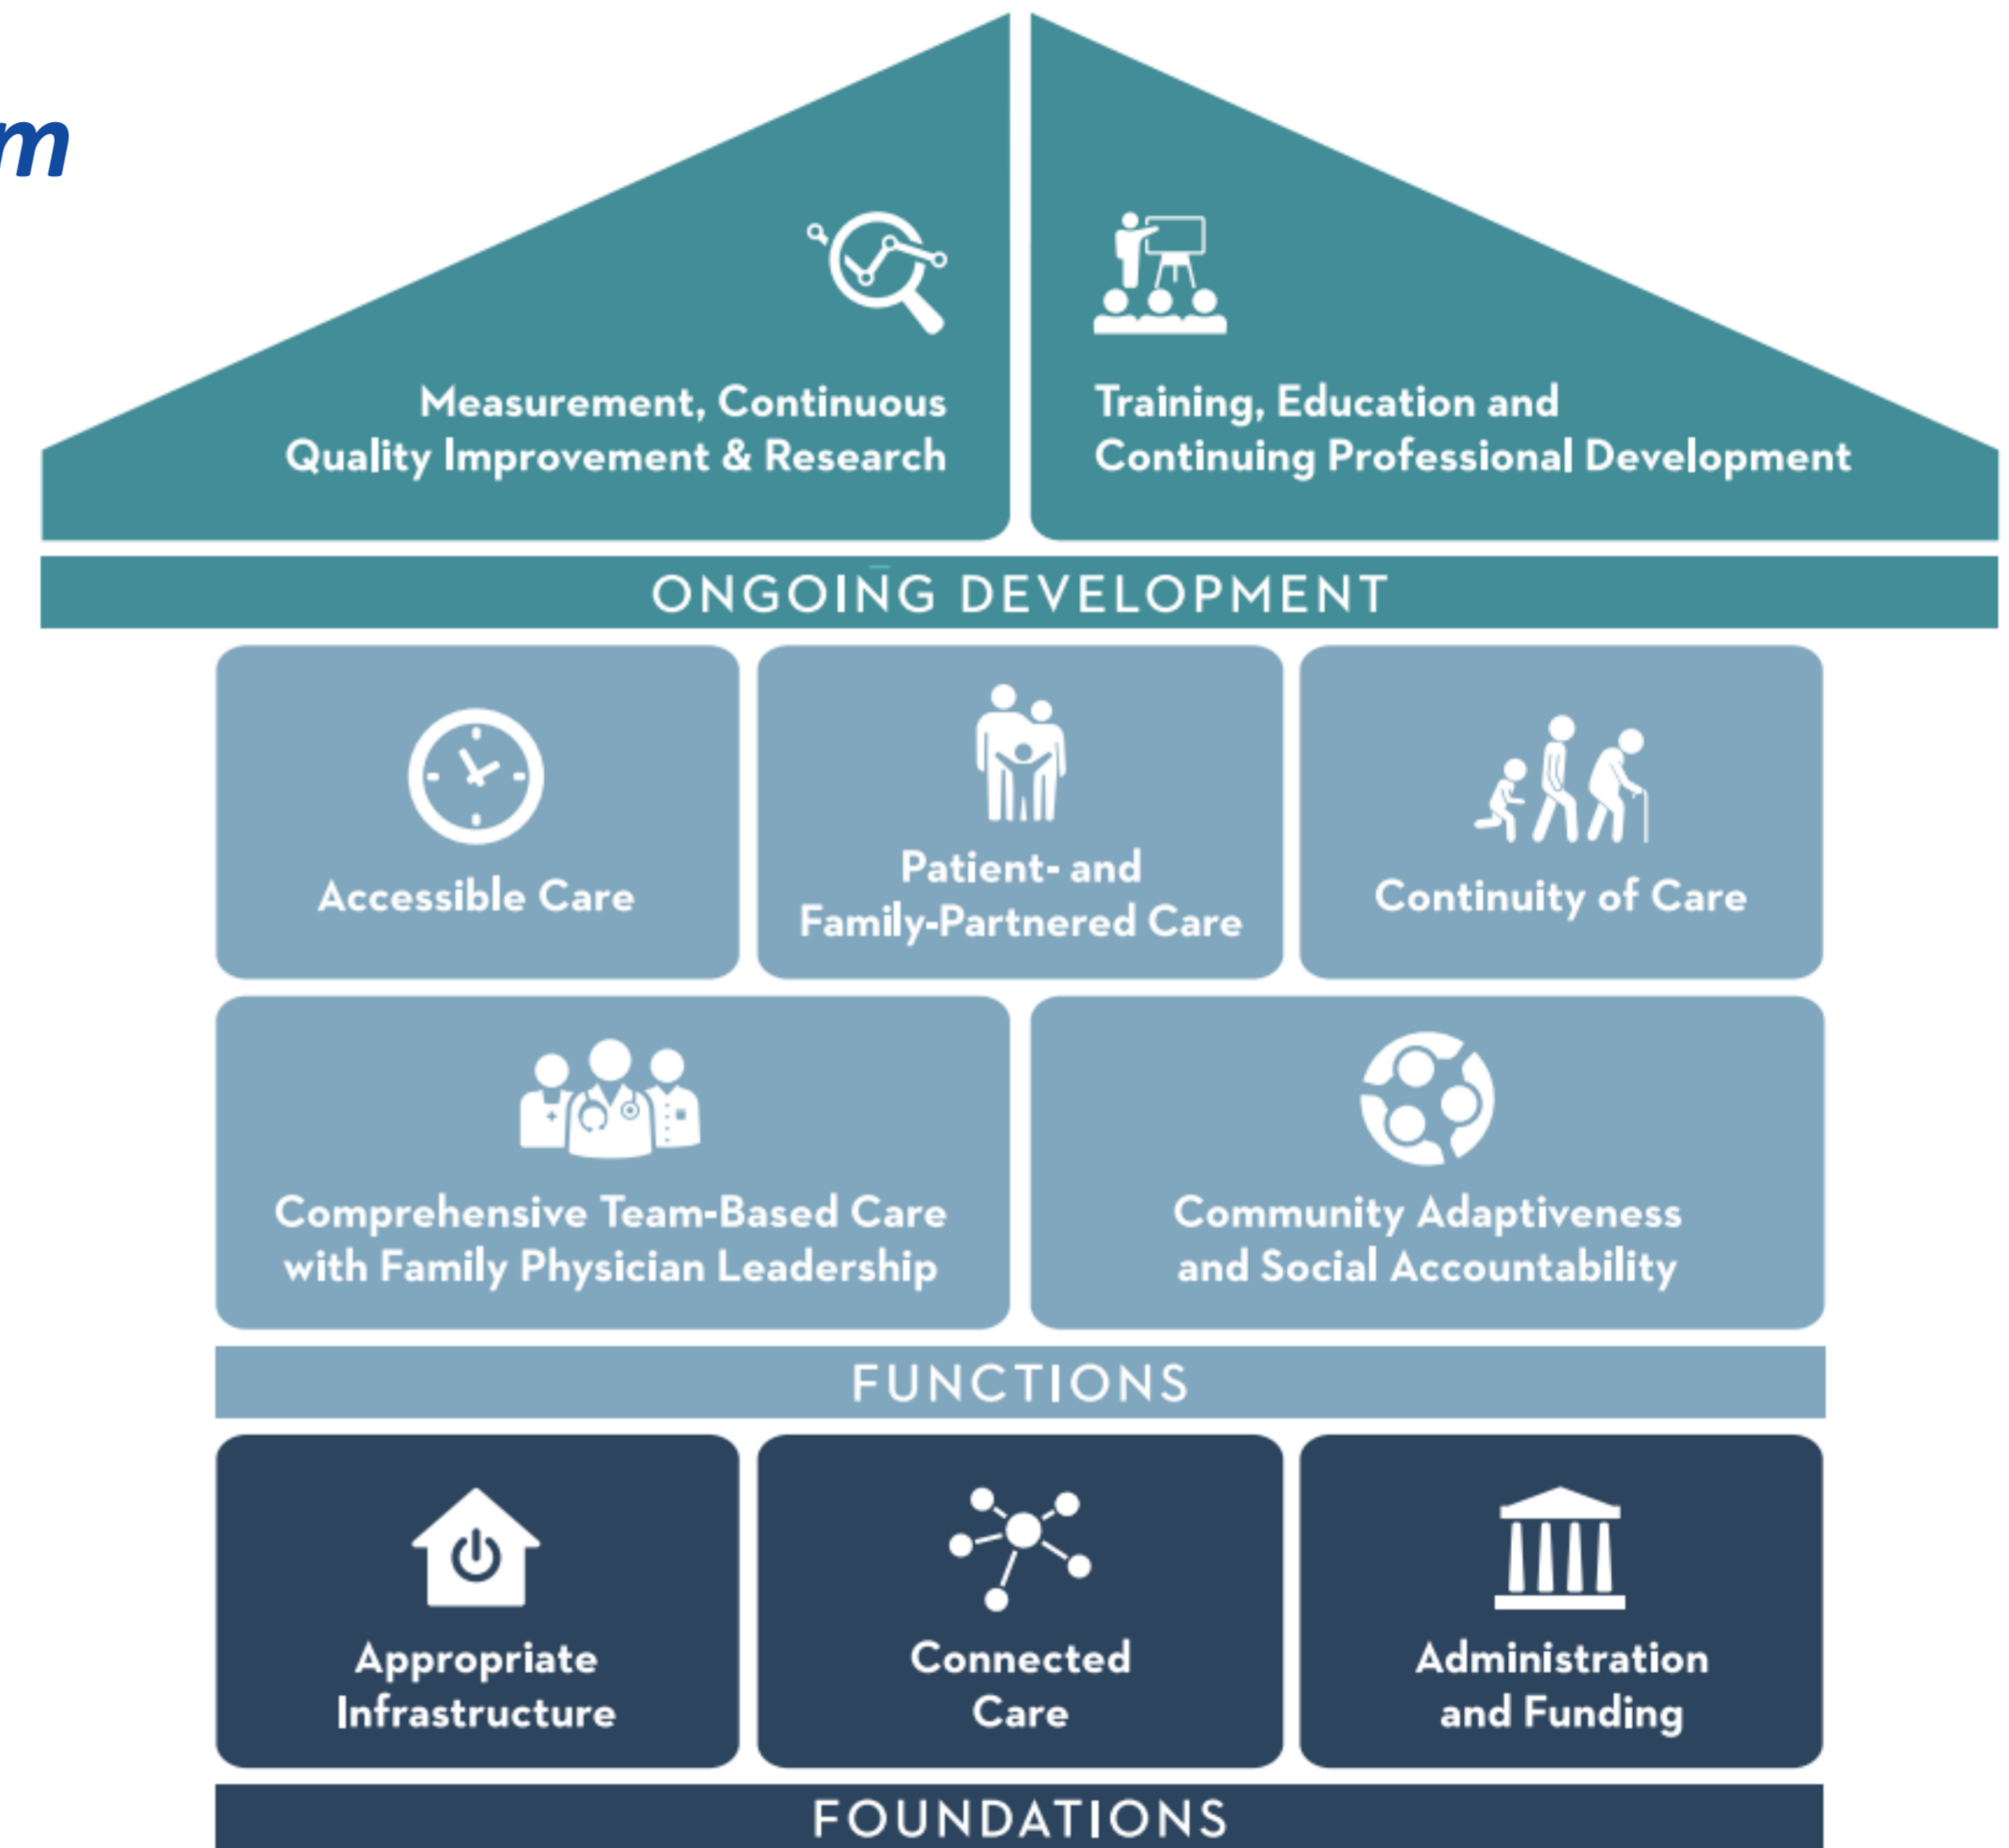 m
Measurement, Continuous
Quality Improvement & Research
Training, Education and
Continuing Professional Development
ONGOING DEVELOPMENT
Accessible Care
Patient- and
Family-Partnered Care
Continuity of Care
Comprehensive Team-Based Care
with Family Physician Leadership
Community Adaptiveness
and Social Accountability
FUNCTIONS
Appropriate
Infrastructure
Connected
Care
Administration
and Funding
FOUNDATIONS